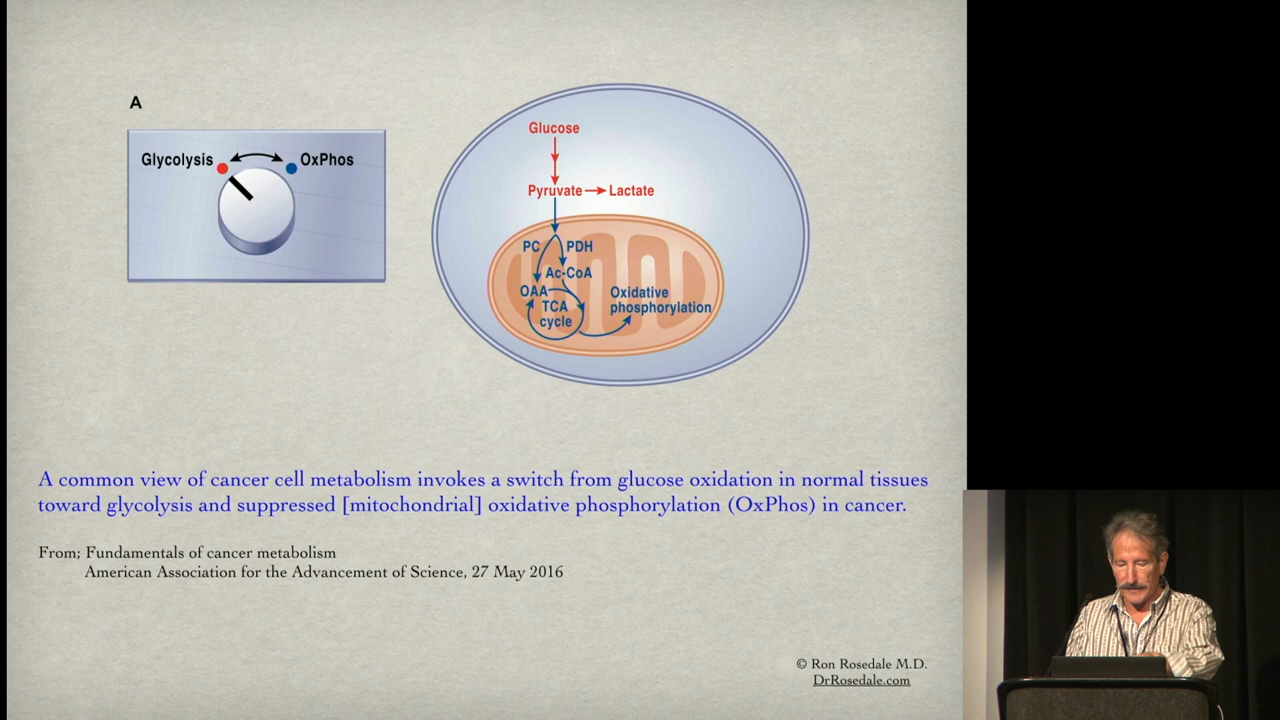 A
Glycolysis
OxPhos
Glucose
Pyruvate
Lactate
PC
PDH
Ac-CoA
OAA
TCA
cycle
Oxidative
phosphorylation
A common view of cancer cell metabolism invokes a switch from glucose oxidation in normal tissues
toward glycolysis and suppressed [mitochondrial] oxidative phosphorylation (OxPhos) in cancer.
From; Fundamentals of cancer metabolism
American Association for the Advancement of Science, 27 May 2016
© Ron Rosedale M.D.
DrRosedale.com